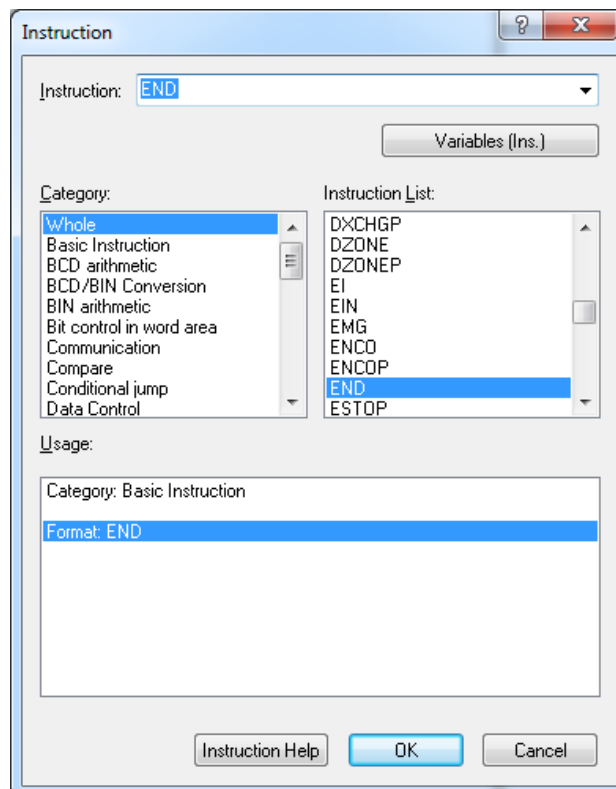 Instruction
Instruction: END
Variables (Ins.)
Category:
Whole
Basic Instruction
BCD arithmetic
BCD/BIN Conversion
BIN arithmetic
Bit control in word area
Communication
Compare
Conditional jump
Data Control
Instruction List:
DXCHGP
DZONE
DZONEP
EI
EIN
EMG
ENCO
ENCOP
END
ESTOP
Usage:
Category: Basic Instruction
Format: END
Instruction Help OK Cancel